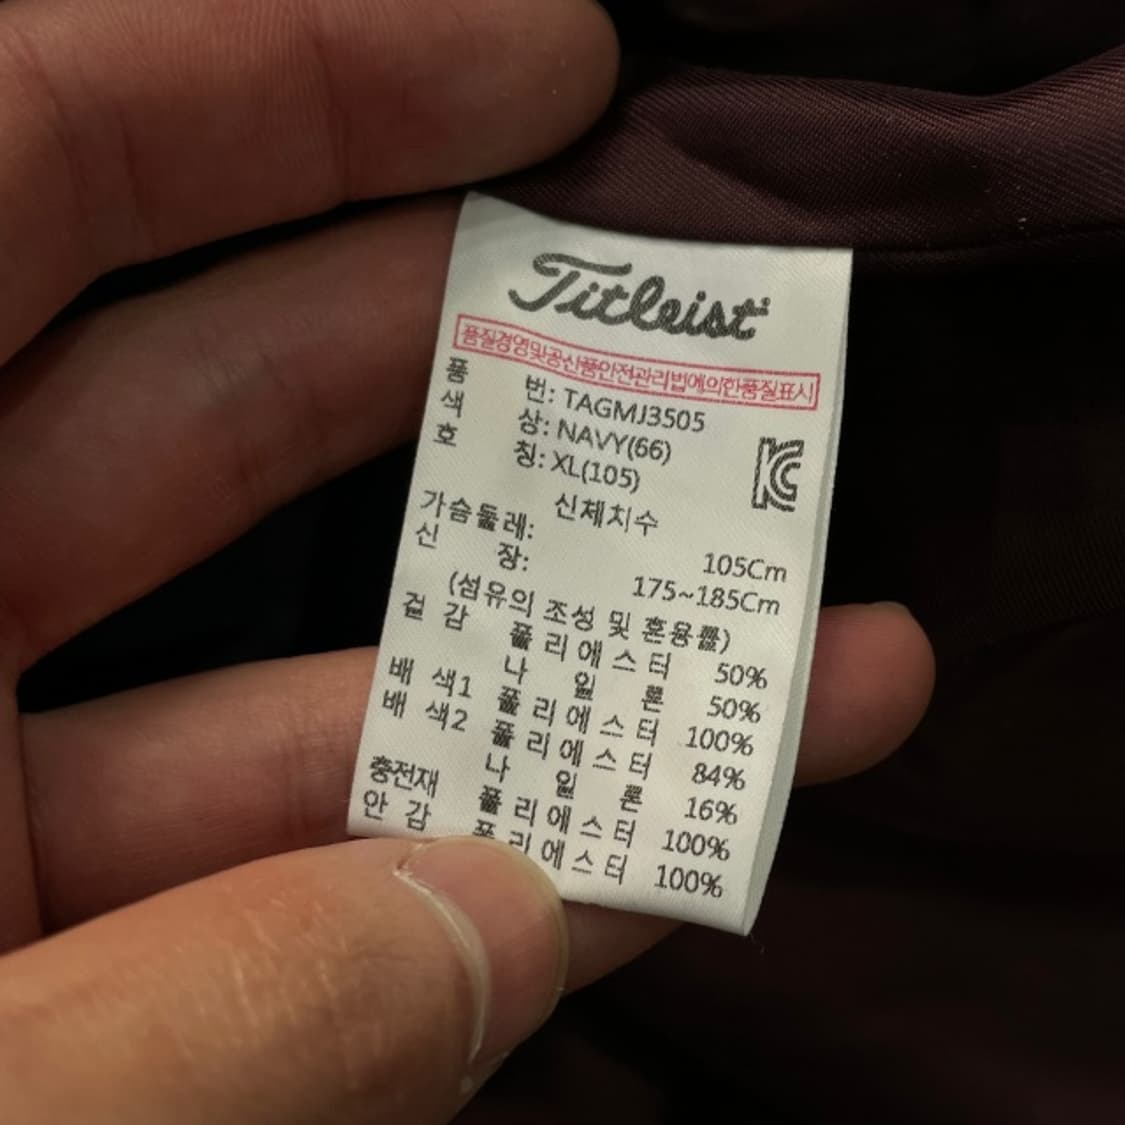 Titleist
품질경영및공산품안전관리법에의한품질표시
품 번: TAGMJ3505
색 상: NAVY(66)
호 칭: XL(105)
신체치수
가슴둘레: 105Cm
신 장: 175~185Cm
(섬유의 조성 및 혼용률)
겉 감 폴리에스터 50%
나 일 론 50%
배 색1 폴리에스터 100%
배 색2 폴리에스터 84%
나 일 론 16%
충전재 폴리에스터 100%
안 감 폴리에스터 100%